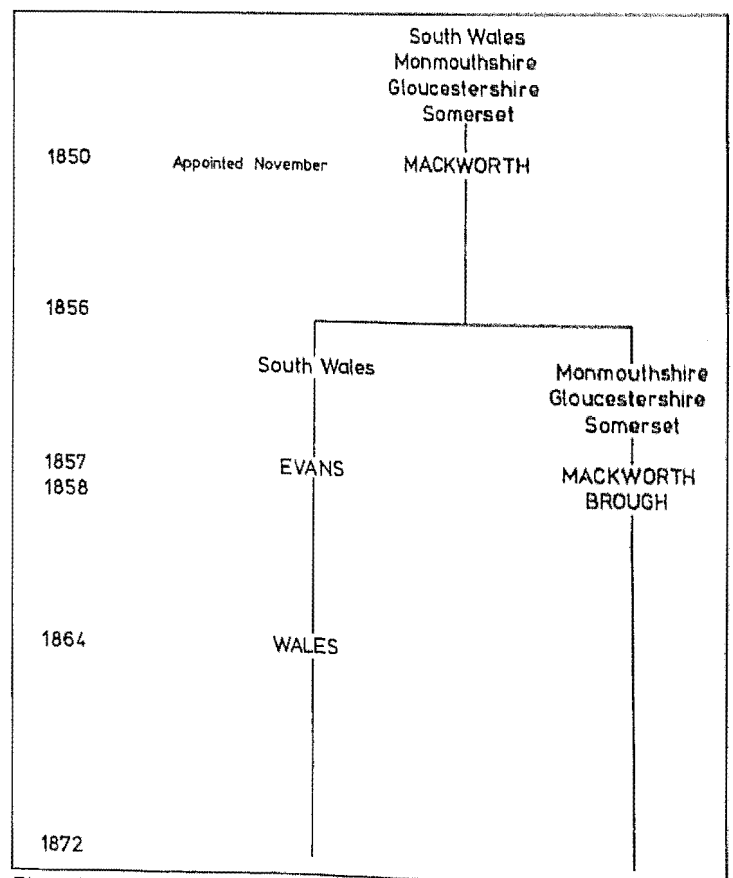 South Wales
Monmouthshire
Gloucestershire
Somerset
1850 Appointed November MACKWORTH
1856
South Wales
Monmouthshire
Gloucestershire
Somerset
1857 EVANS MACKWORTH
1858 BROUGH
1864 WALES
1872